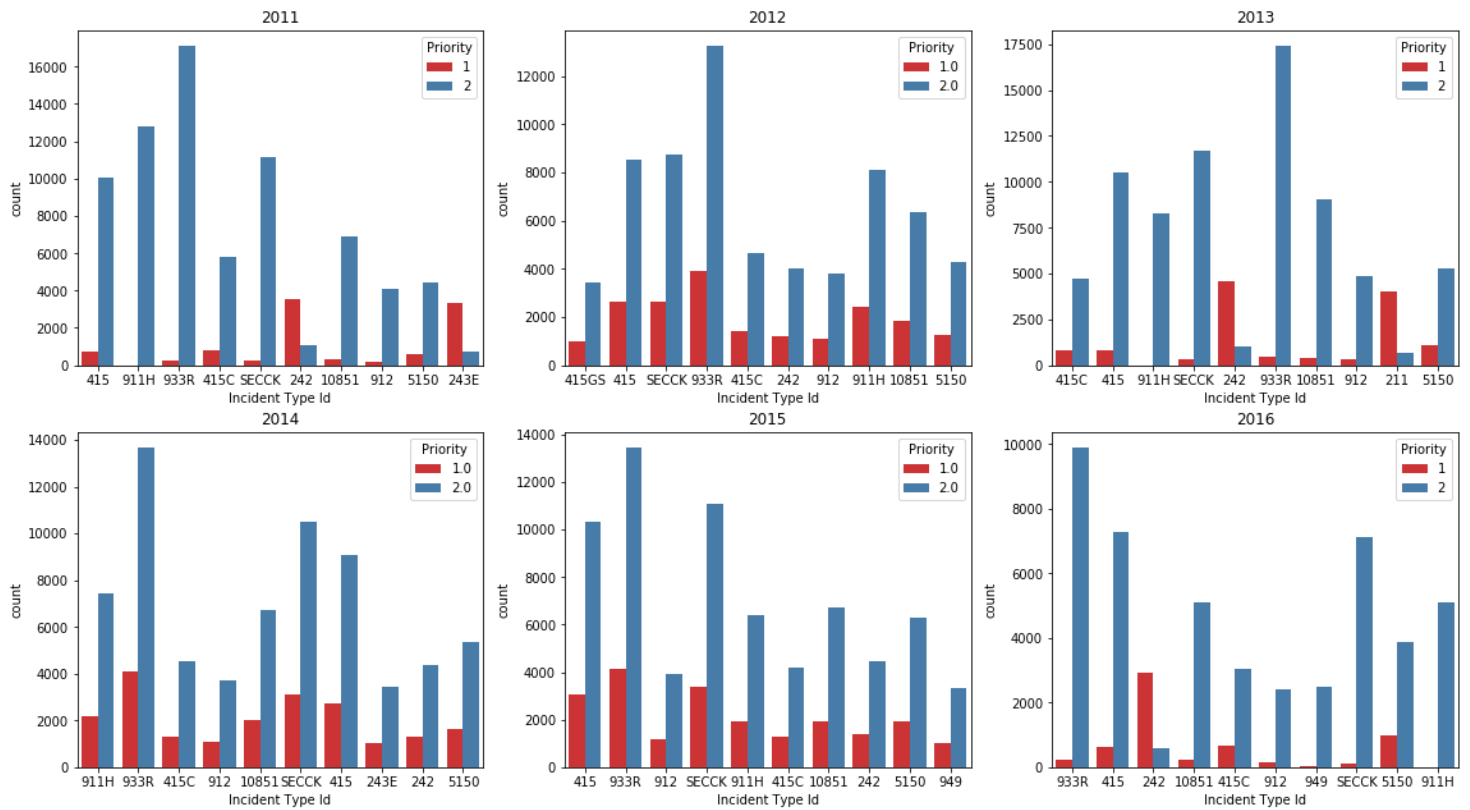 2011
Priority
1
2
16000
14000
12000
10000
8000
6000
4000
2000
0
count
415 911H 933R 415C SECCK 242 10851 912 5150 243E
Incident Type Id
2012
Priority
1.0
2.0
12000
10000
8000
6000
4000
2000
0
count
415GS 415 SECCK 933R 415C 242 912 911H 10851 5150
Incident Type Id
2013
Priority
1
2
17500
15000
12500
10000
7500
5000
2500
0
count
415C 415 911H SECCK 242 933R 10851 912 211 5150
Incident Type Id
2014
Priority
1.0
2.0
14000
12000
10000
8000
6000
4000
2000
0
count
911H 933R 415C 912 10851 SECCK 415 243E 242 5150
Incident Type Id
2015
Priority
1.0
2.0
14000
12000
10000
8000
6000
4000
2000
0
count
415 933R 912 SECCK 911H 415C 10851 242 5150 949
Incident Type Id
2016
Priority
1
2
10000
8000
6000
4000
2000
0
count
933R 415 242 10851 415C 912 949 SECCK 5150 911H
Incident Type Id